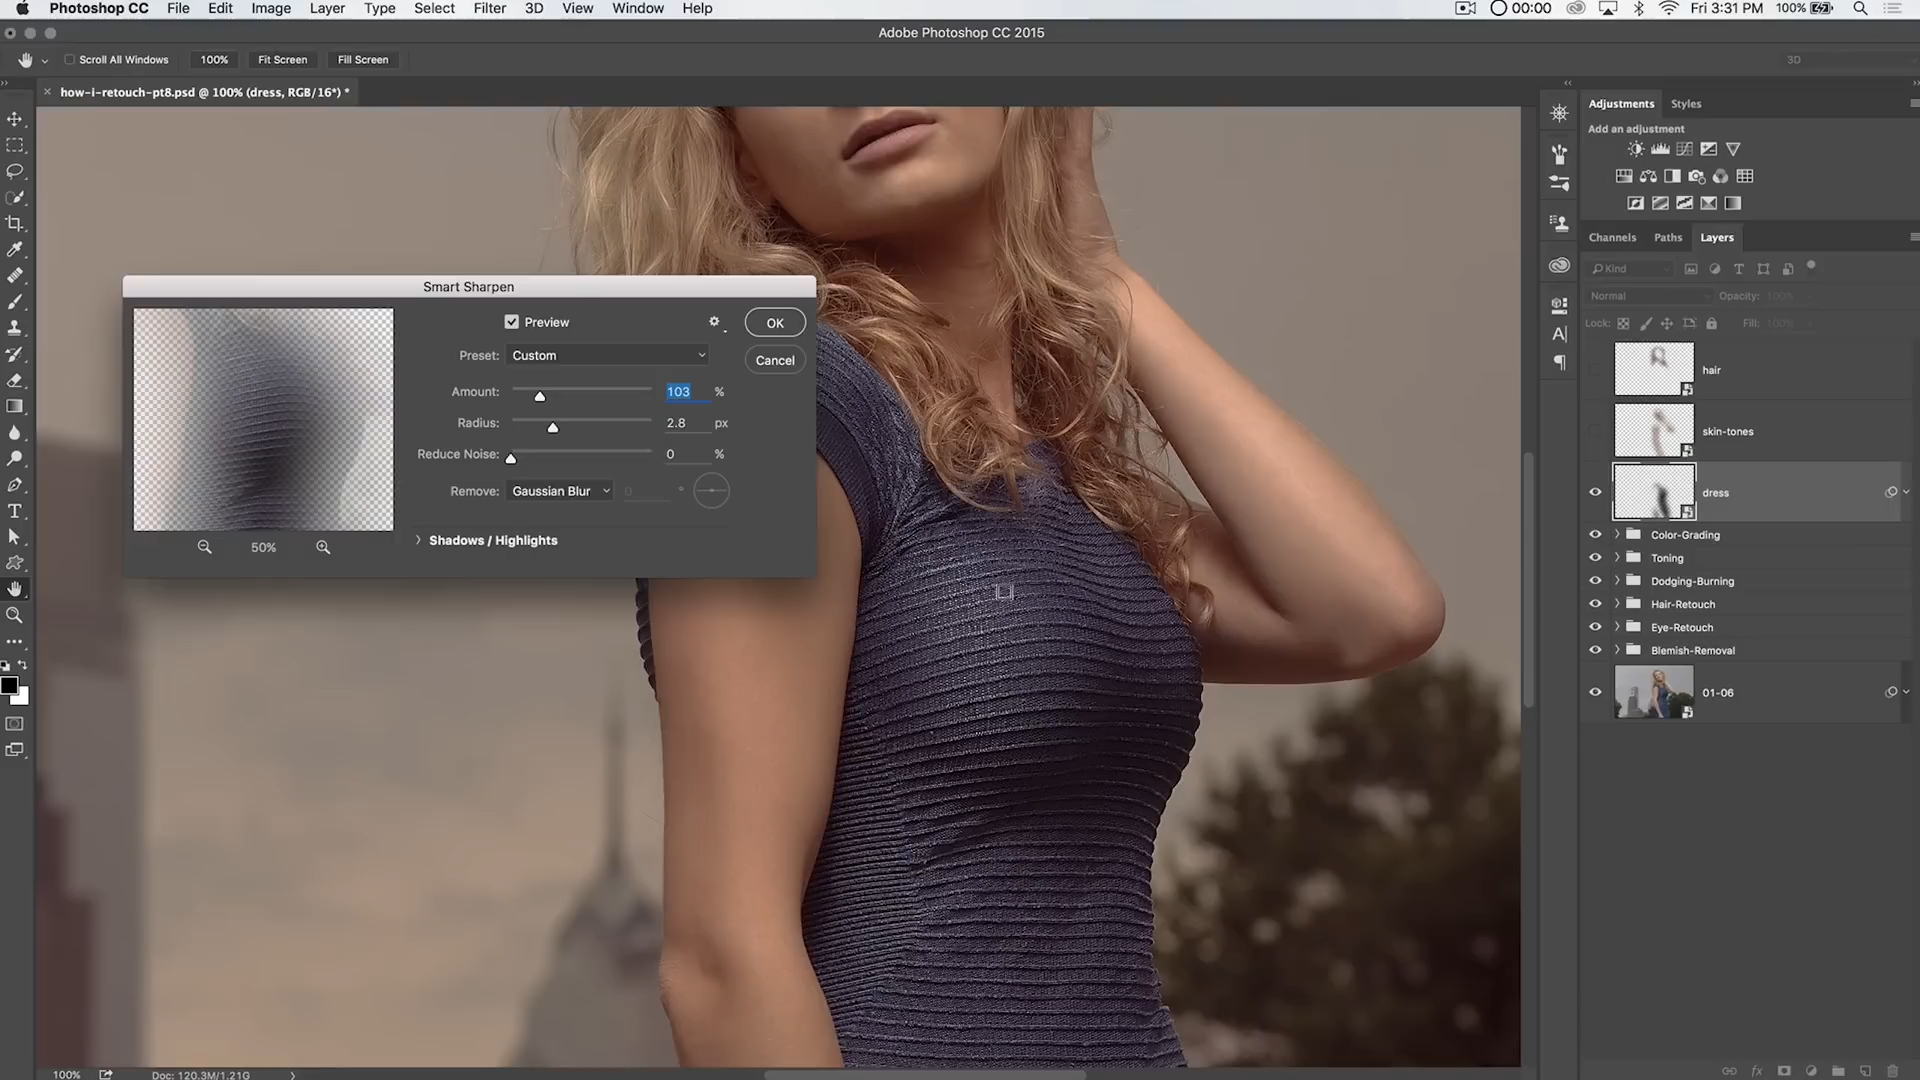 Photoshop CC File Edit Image Layer Type Select Filter 3D View Window Help 00:00 Fri 3:31 PM 100%
Adobe Photoshop CC 2015
Scroll All Windows 100% Fit Screen Fill Screen 3D
how-i-retouch-pt8.psd @ 100% (dress, RGB/16*) *
Smart Sharpen
Preview
OK
Preset: Custom
Cancel
Amount: 103 %
Radius: 2.8 px
Reduce Noise: 0 %
Remove: Gaussian Blur 0 °
Shadows / Highlights
50%
Adjustments Styles
Add an adjustment
Channels Paths Layers
Kind
Normal Opacity: 100%
Lock: Fill: 100%
hair
skin-tones
dress
Color-Grading
Toning
Dodging-Burning
Hair-Retouch
Eye-Retouch
Blemish-Removal
01-06
100% Doc: 120.3M/1.21G